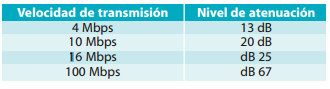 Velocidad de transmisión Nivel de atenuación
4 Mbps 13 dB
10 Mbps 20 dB
16 Mbps dB 25
100 Mbps dB 67